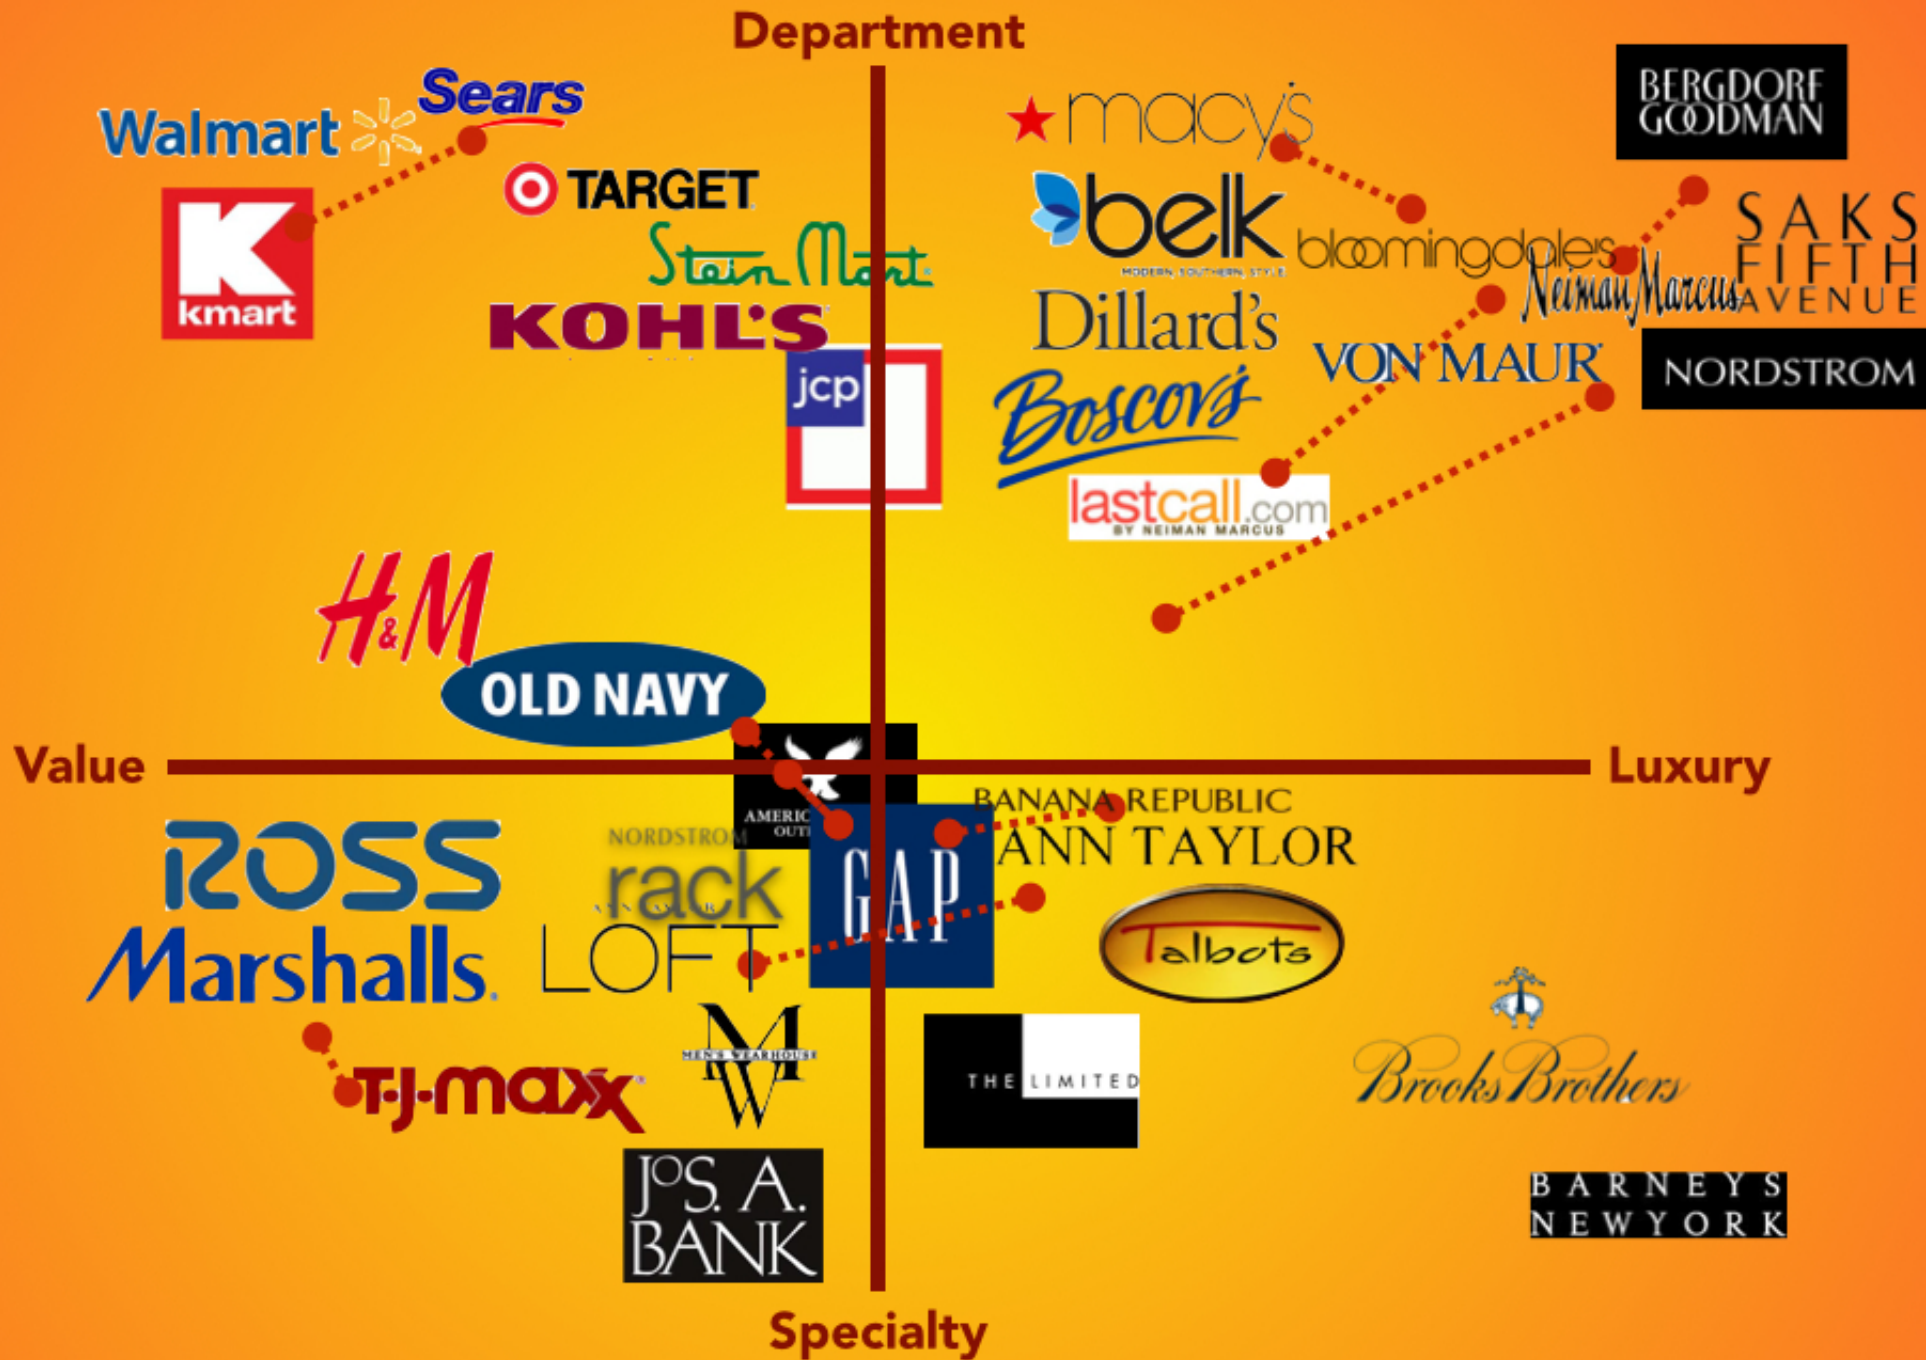 Department
BERGDORF
GOODMAN
Sears
Walmart
macy's
TARGET
belk
MODERN. SOUTHERN. STYLE.
SAKS
FIFTH
AVENUE
K
kmart
Stein Mart
bloomingdale's
Neiman Marcus
KOHL'S
Dillard's
VON MAUR
NORDSTROM
jcp
Boscov's
lastcall.com
BY NEIMAN MARCUS
H&M
OLD NAVY
Value
Luxury
BANANA REPUBLIC
ANN TAYLOR
ROSS
NORDSTROM
rack
GAP
Talbots
Marshalls.
LOFT
MEN'S WEARHOUSE
MW
T.J.maxx
THE LIMITED
Brooks Brothers
JoS. A.
BANK
BARNEYS
NEWYORK
Specialty